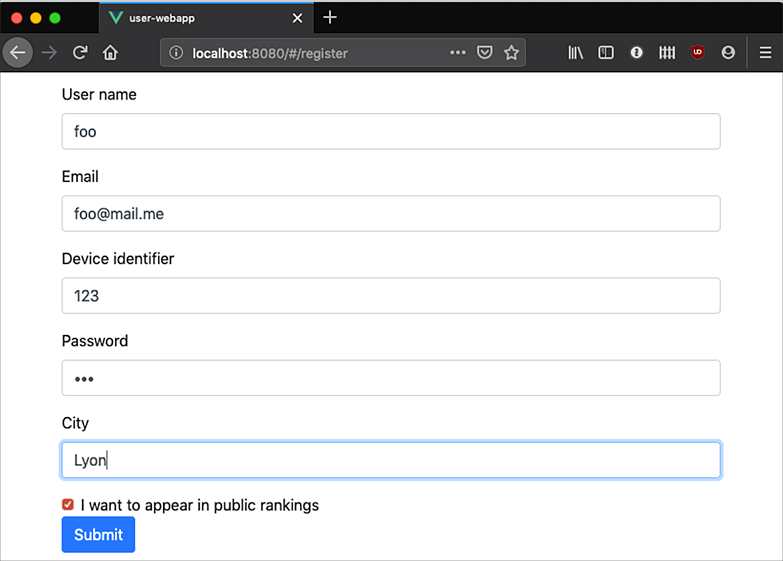 user-webapp
localhost:8080/#/register
User name
foo
Email
foo@mail.me
Device identifier
123
Password
•••
City
Lyon
I want to appear in public rankings
Submit